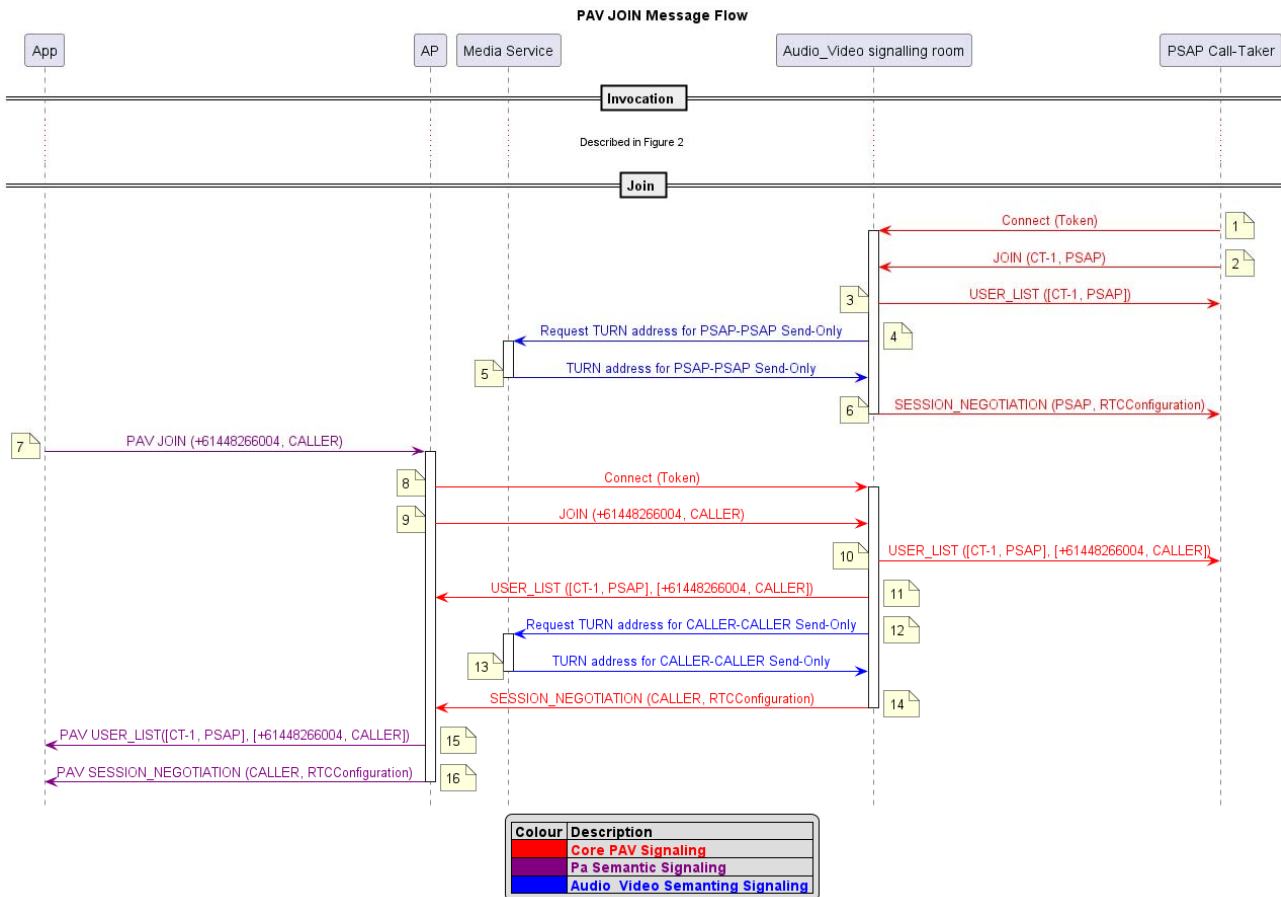 PAV JOIN Message Flow
App
AP
Media Service
Audio_Video signalling room
PSAP Call-Taker
Invocation
Described in Figure 2
Join
Connect (Token)
1
JOIN (CT-1, PSAP)
2
3
USER_LIST ([CT-1, PSAP])
Request TURN address for PSAP-PSAP Send-Only
4
5
TURN address for PSAP-PSAP Send-Only
6
SESSION_NEGOTIATION (PSAP, RTCConfiguration)
7
PAV JOIN (+61448266004, CALLER)
8
Connect (Token)
9
JOIN (+61448266004, CALLER)
10
USER_LIST ([CT-1, PSAP], [+61448266004, CALLER])
USER_LIST ([CT-1, PSAP], [+61448266004, CALLER])
11
Request TURN address for CALLER-CALLER Send-Only
12
13
TURN address for CALLER-CALLER Send-Only
SESSION_NEGOTIATION (CALLER, RTCConfiguration)
14
PAV USER_LIST([CT-1, PSAP], [+61448266004, CALLER])
15
PAV SESSION_NEGOTIATION (CALLER, RTCConfiguration)
16
Colour Description
Core PAV Signaling
Pa Semantic Signaling
Audio Video Semanting Signaling